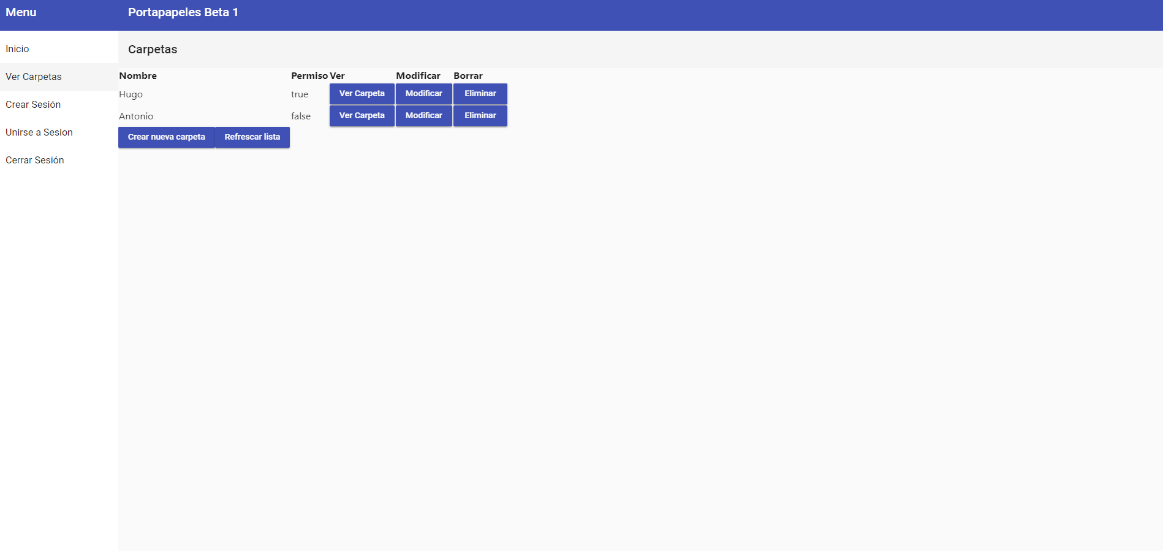 Menu
Portapapeles Beta 1
Inicio
Ver Carpetas
Crear Sesión
Unirse a Sesion
Cerrar Sesión
Carpetas
Nombre Permiso Ver Modificar Borrar
Hugo true Ver Carpeta Modificar Eliminar
Antonio false Ver Carpeta Modificar Eliminar
Crear nueva carpeta Refrescar lista